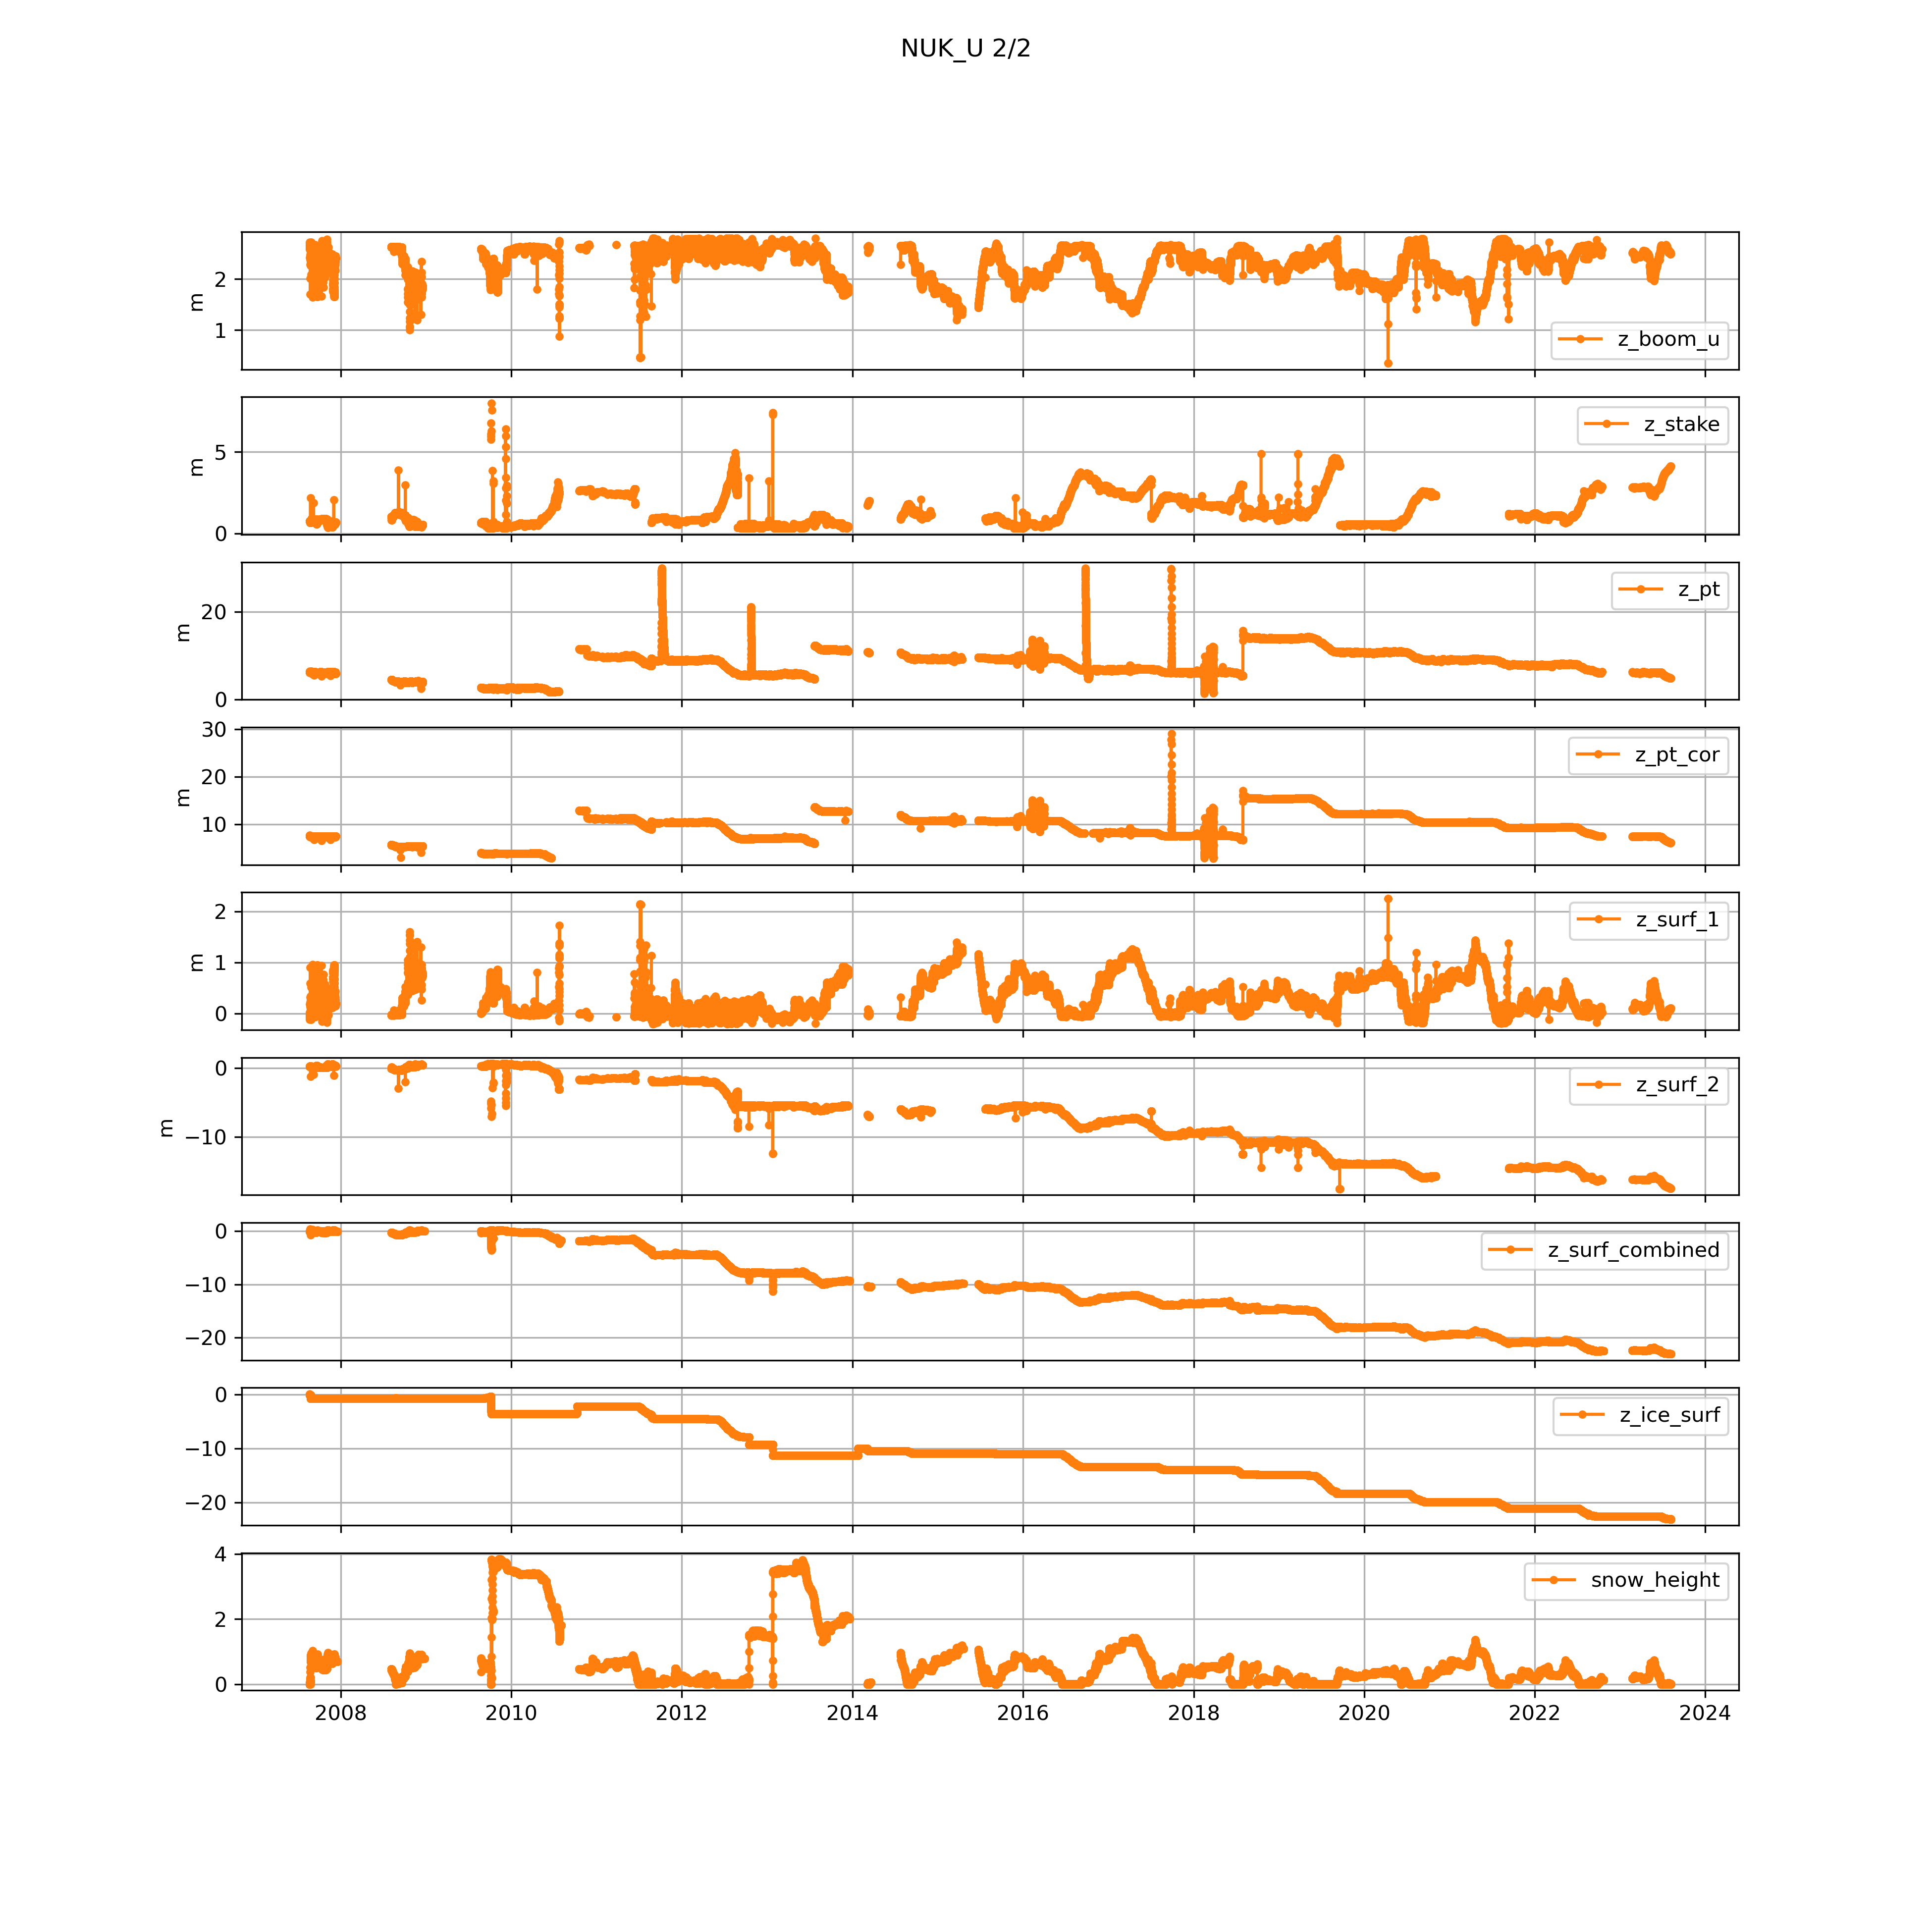 NUK_U 2/2
2
1
m
z_boom_u
5
0
m
z_stake
20
0
m
z_pt
30
20
10
m
z_pt_cor
2
1
0
m
z_surf_1
0
−10
m
z_surf_2
0
−10
−20
z_surf_combined
0
−10
−20
z_ice_surf
4
2
0
snow_height
2008 2010 2012 2014 2016 2018 2020 2022 2024